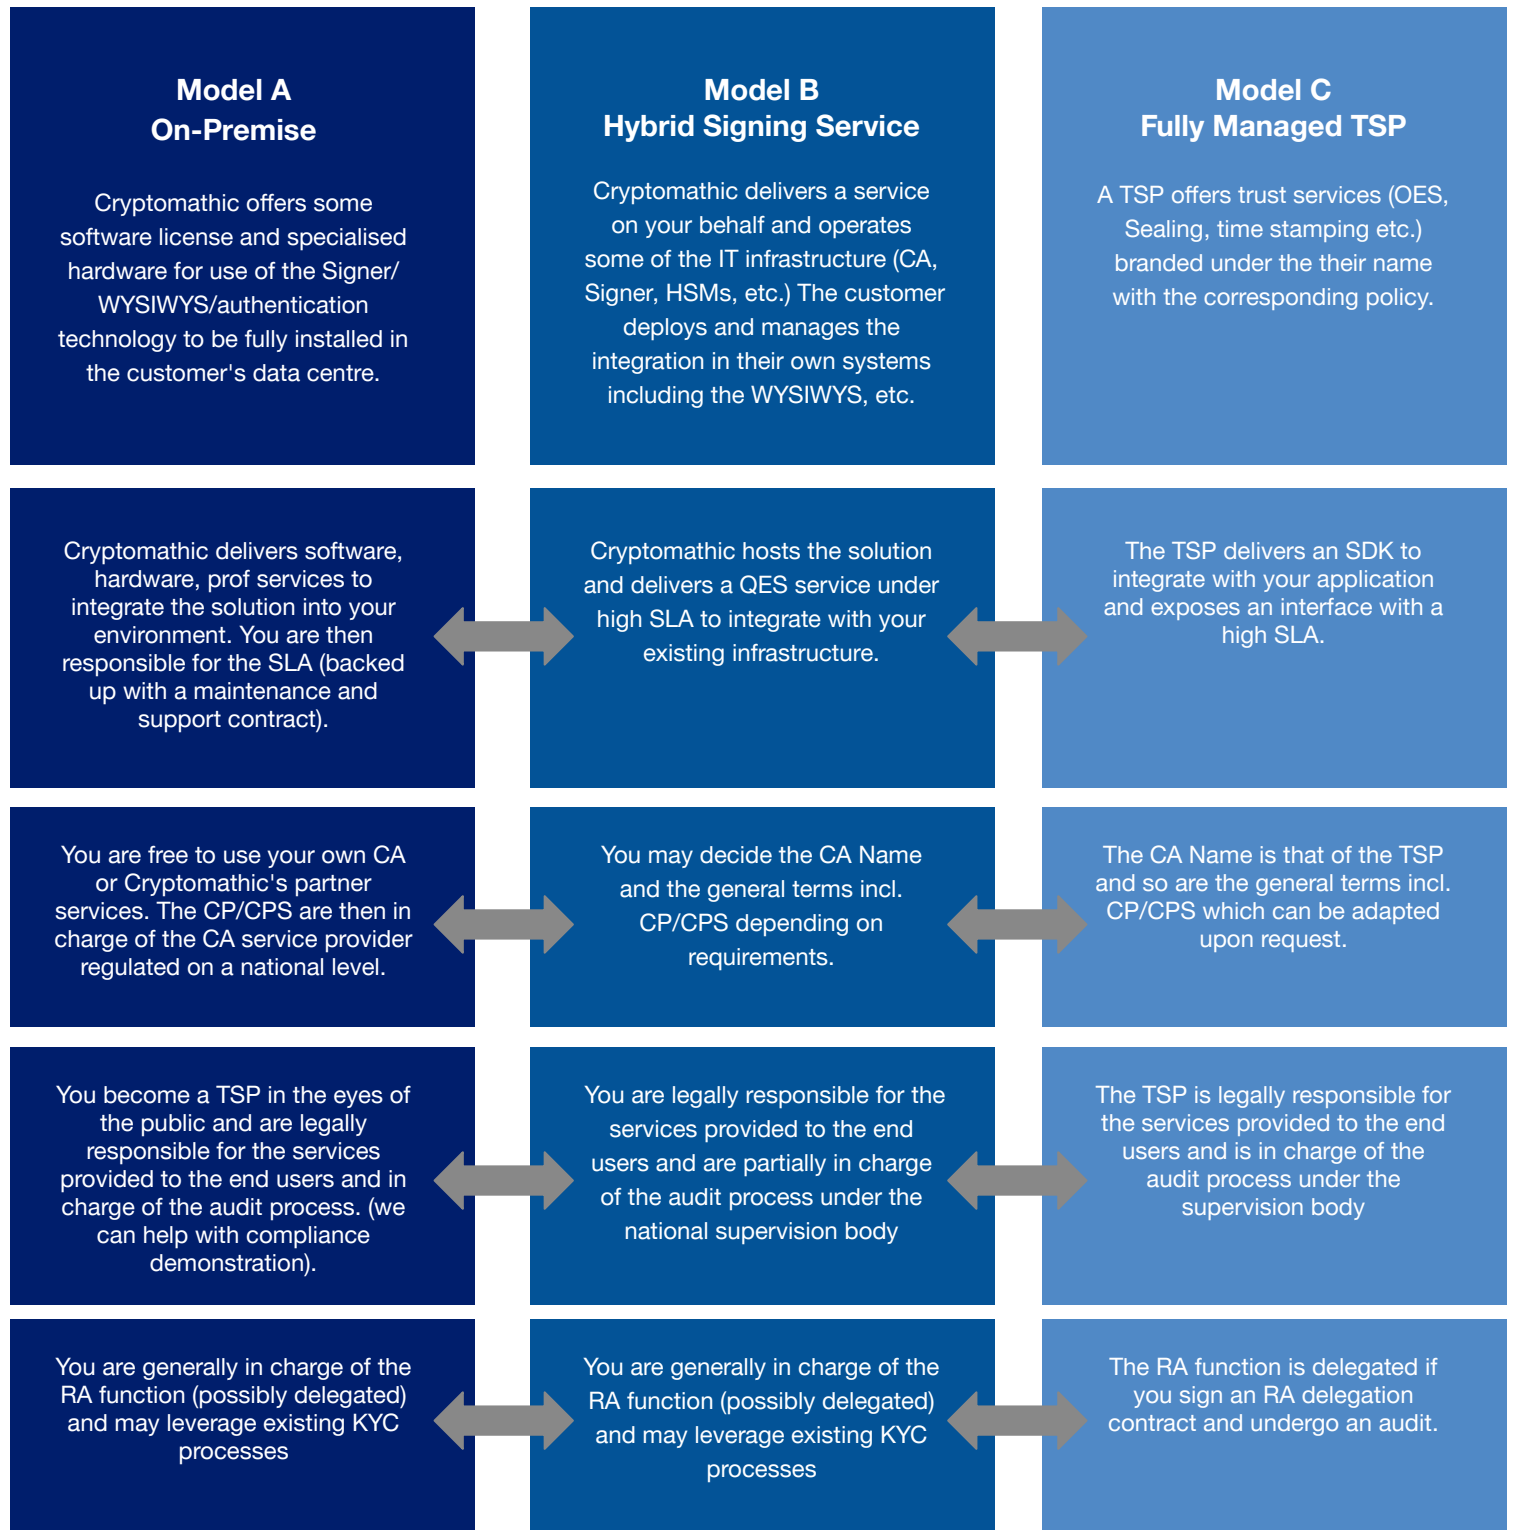 Model A
On-Premise
Cryptomathic offers some
software license and specialised
hardware for use of the Signer/
WYSIWYS/authentication
technology to be fully installed in
the customer's data centre.
Model B
Hybrid Signing Service
Cryptomathic delivers a service
on your behalf and operates
some of the IT infrastructure (CA,
Signer, HSMs, etc.) The customer
deploys and manages the
integration in their own systems
including the WYSIWYS, etc.
Model C
Fully Managed TSP
A TSP offers trust services (OES,
Sealing, time stamping etc.)
branded under the their name
with the corresponding policy.
Cryptomathic delivers software,
hardware, prof services to
integrate the solution into your
environment. You are then
responsible for the SLA (backed
up with a maintenance and
support contract).
Cryptomathic hosts the solution
and delivers a QES service under
high SLA to integrate with your
existing infrastructure.
The TSP delivers an SDK to
integrate with your application
and exposes an interface with a
high SLA.
You are free to use your own CA
or Cryptomathic's partner
services. The CP/CPS are then in
charge of the CA service provider
regulated on a national level.
You may decide the CA Name
and the general terms incl.
CP/CPS depending on
requirements.
The CA Name is that of the TSP
and so are the general terms incl.
CP/CPS which can be adapted
upon request.
You become a TSP in the eyes of
the public and are legally
responsible for the services
provided to the end users and in
charge of the audit process. (we
can help with compliance
demonstration).
You are legally responsible for the
services provided to the end
users and are partially in charge
of the audit process under the
national supervision body
The TSP is legally responsible for
the services provided to the end
users and is in charge of the
audit process under the
supervision body
You are generally in charge of the
RA function (possibly delegated)
and may leverage existing KYC
processes
You are generally in charge of the
RA function (possibly delegated)
and may leverage existing KYC
processes
The RA function is delegated if
you sign an RA delegation
contract and undergo an audit.